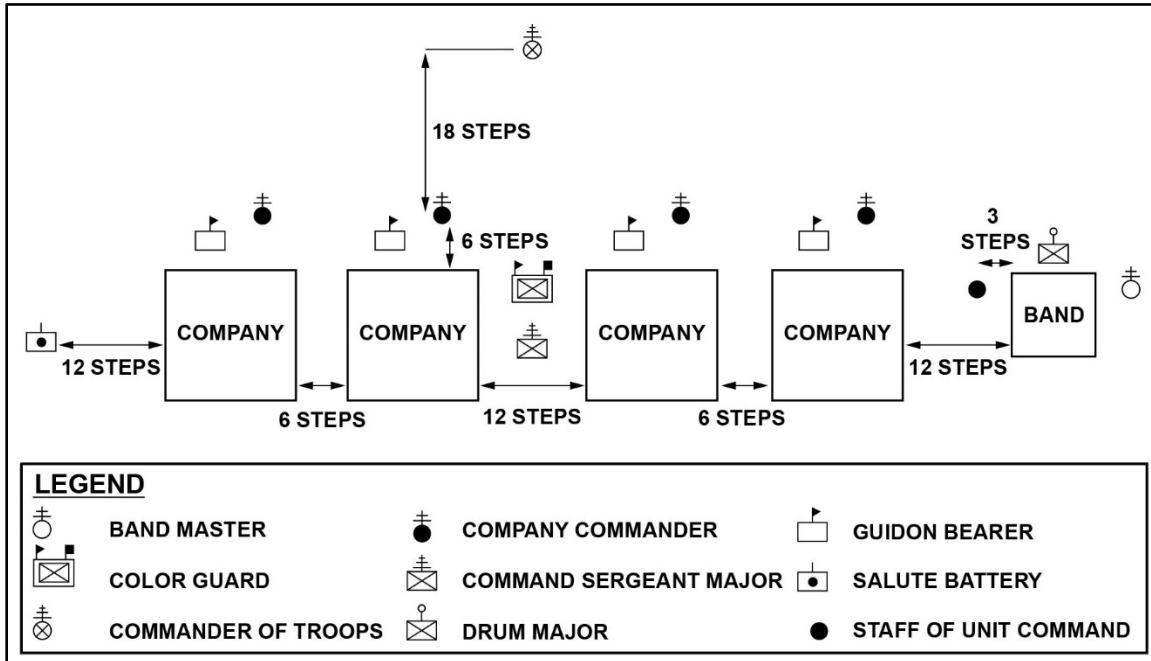 18 STEPS
6 STEPS
3
STEPS
COMPANY
COMPANY
COMPANY
COMPANY
BAND
12 STEPS
6 STEPS
12 STEPS
6 STEPS
12 STEPS
LEGEND
BAND MASTER
COMPANY COMMANDER
GUIDON BEARER
COLOR GUARD
COMMAND SERGEANT MAJOR
SALUTE BATTERY
COMMANDER OF TROOPS
DRUM MAJOR
STAFF OF UNIT COMMAND